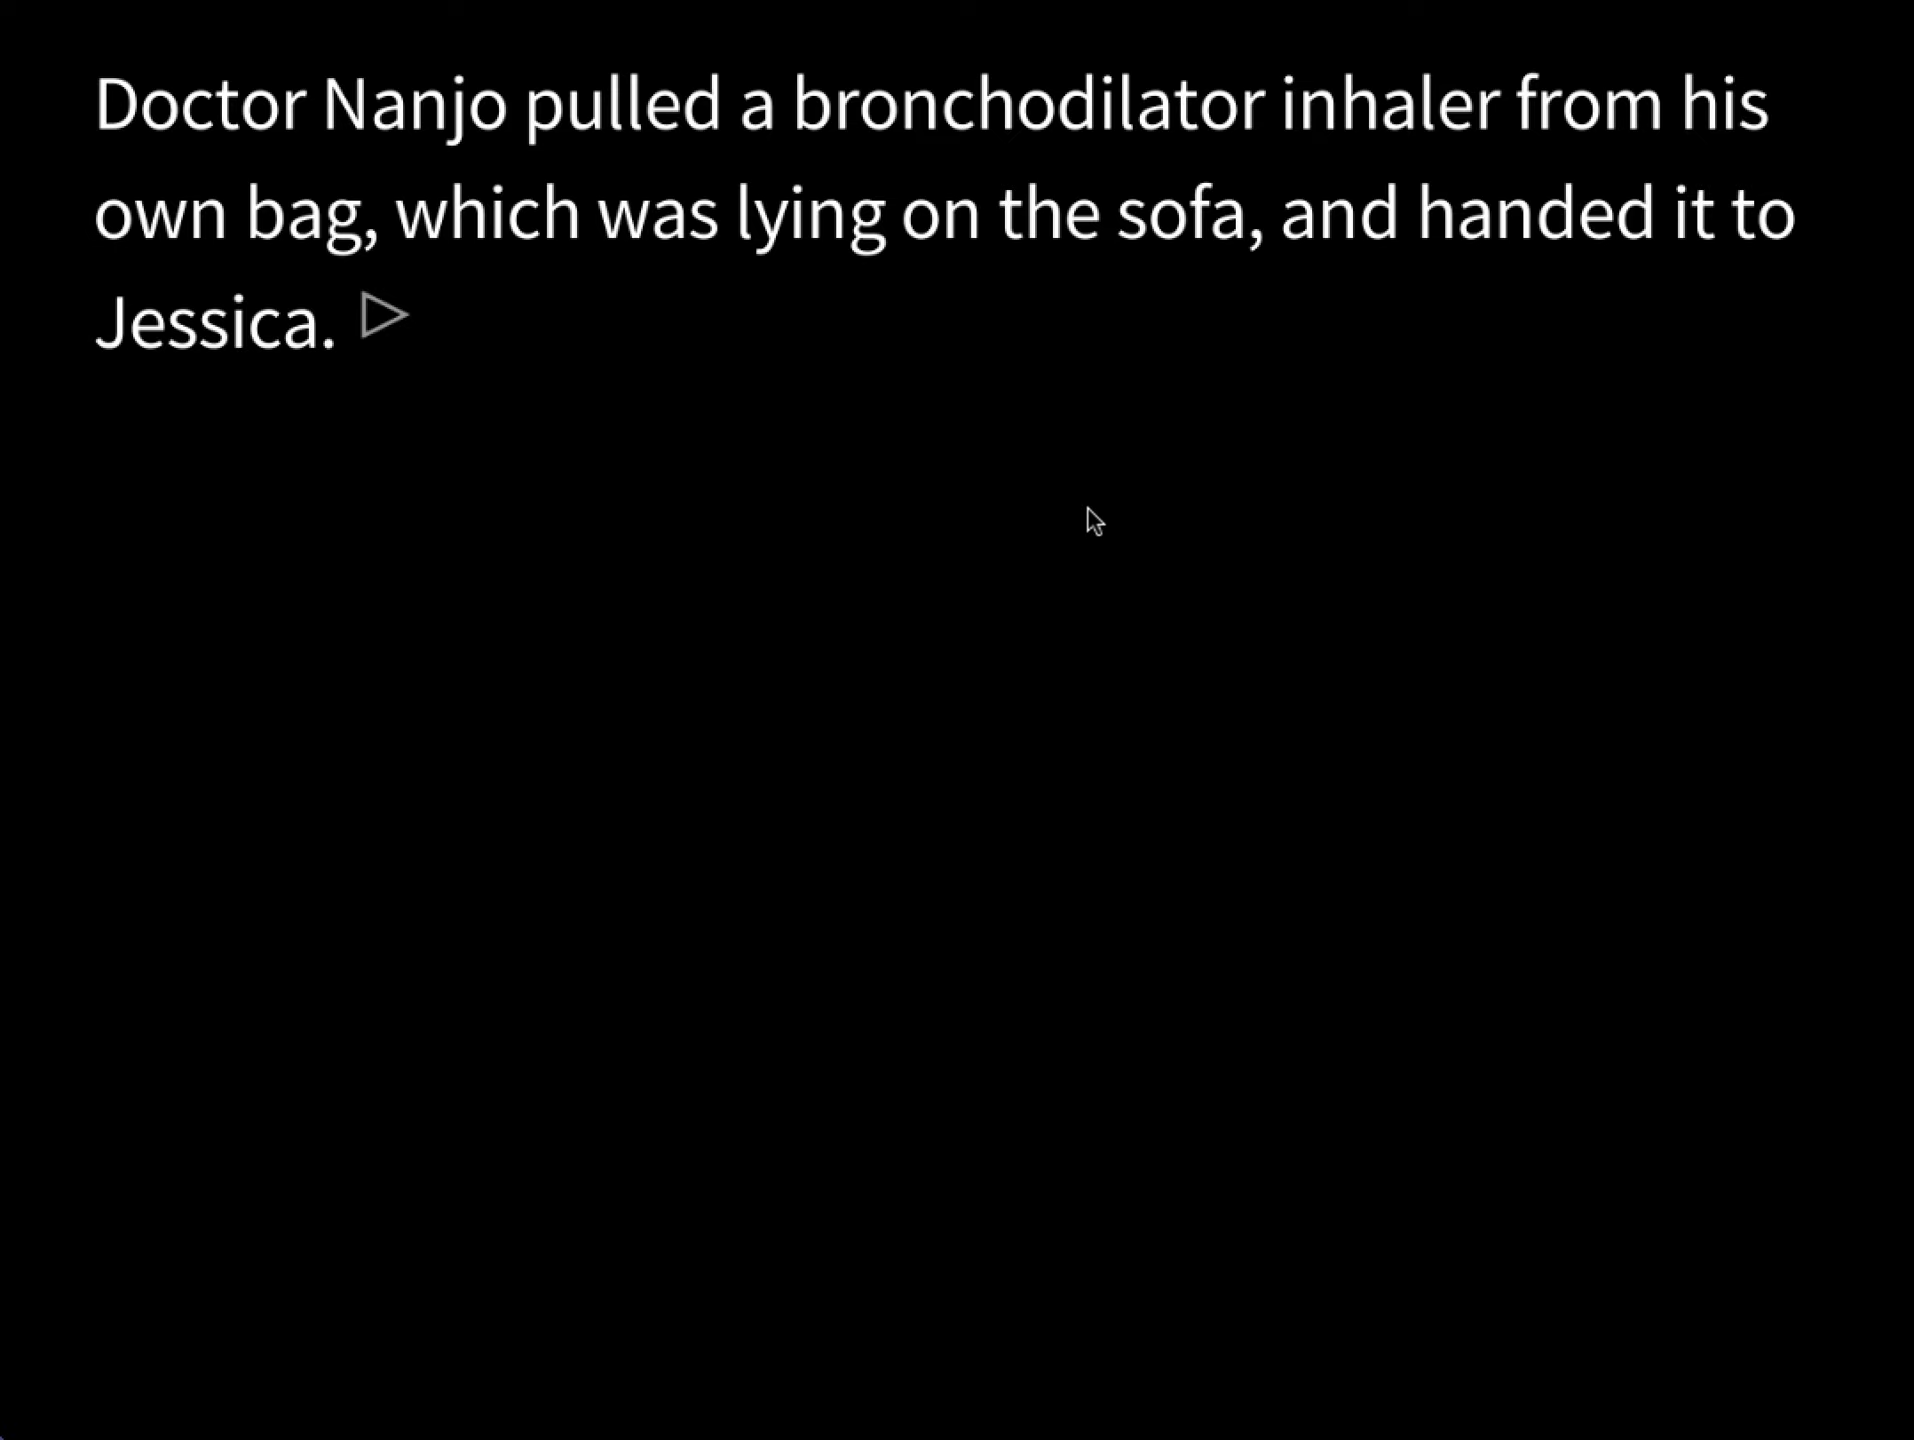 Doctor Nanjo pulled a bronchodilator inhaler from his
own bag, which was lying on the sofa, and handed it to
Jessica.